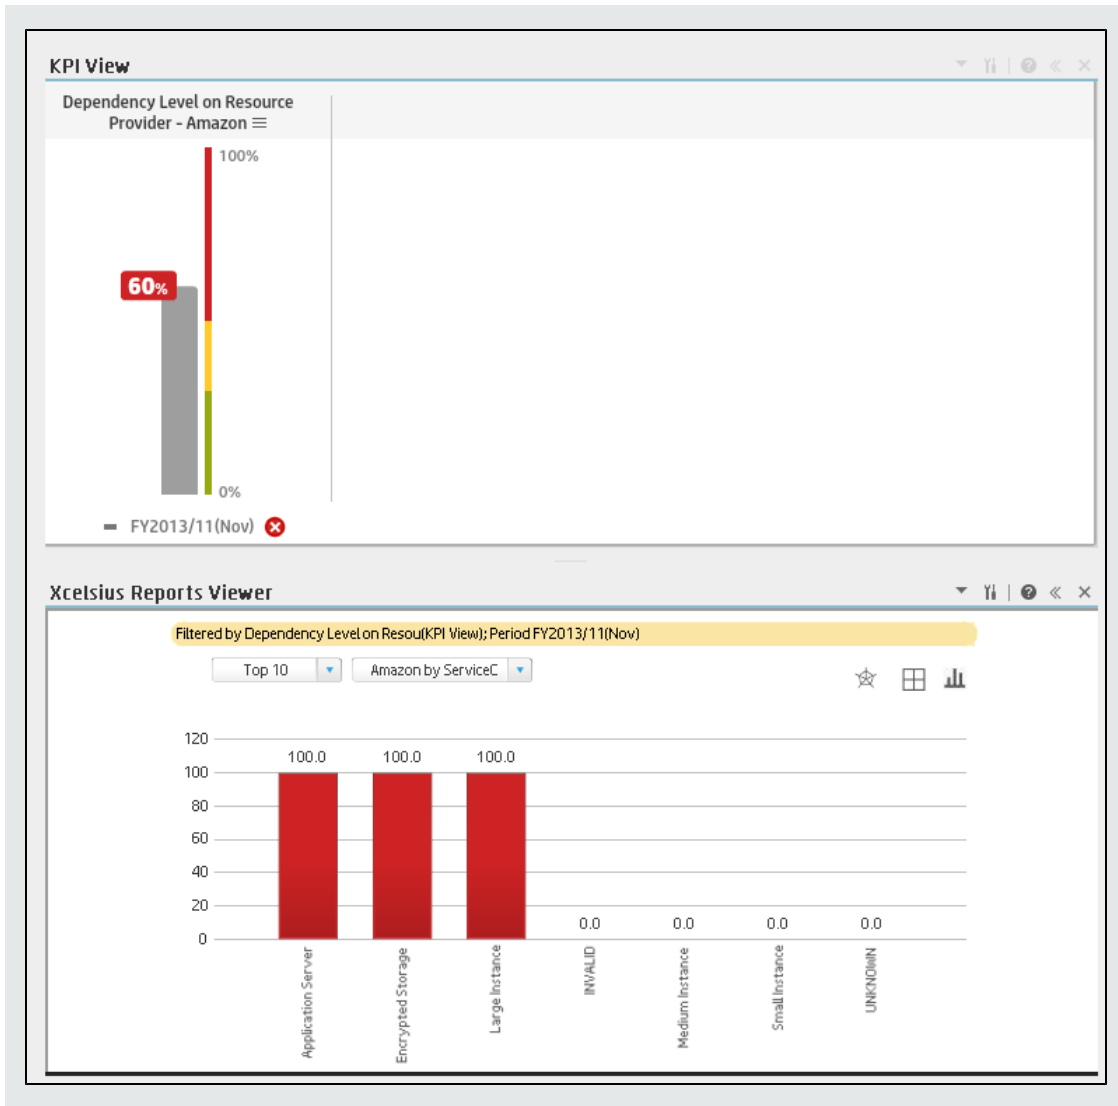 KPI View
Dependency Level on Resource
Provider - Amazon
100%
60%
0%
FY2013/11(Nov)
Xcelsius Reports Viewer
Filtered by Dependency Level on Resou(KPI View); Period FY2013/11(Nov)
Top 10
Amazon by ServiceC
120
100
80
60
40
20
0
100.0
100.0
100.0
0.0
0.0
0.0
0.0
Application Server
Encrypted Storage
Large Instance
INVALID
Medium Instance
Small Instance
UNKNOWN